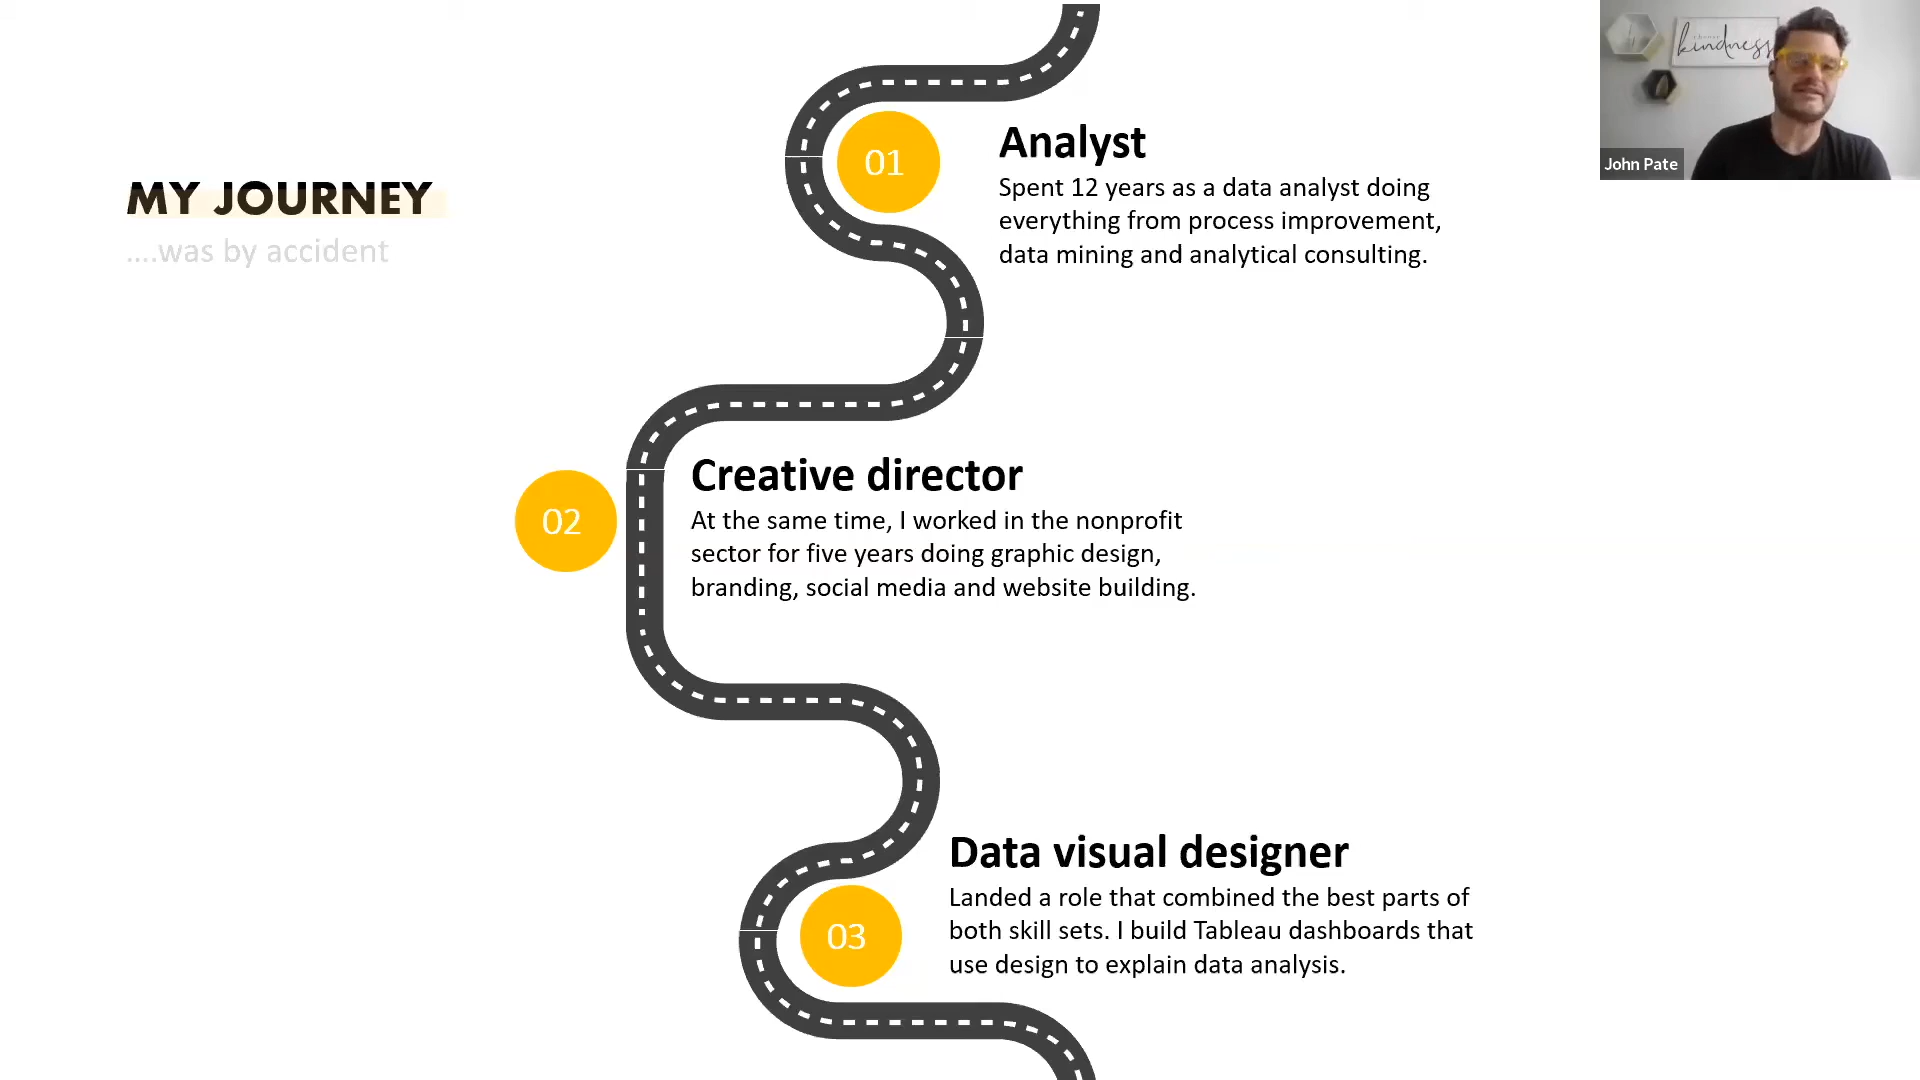 MY JOURNEY
....was by accident
01
Analyst
Spent 12 years as a data analyst doing
everything from process improvement,
data mining and analytical consulting.
02
Creative director
At the same time, I worked in the nonprofit
sector for five years doing graphic design,
branding, social media and website building.
03
Data visual designer
Landed a role that combined the best parts of
both skill sets. I build Tableau dashboards that
use design to explain data analysis.
kindness
John Pate